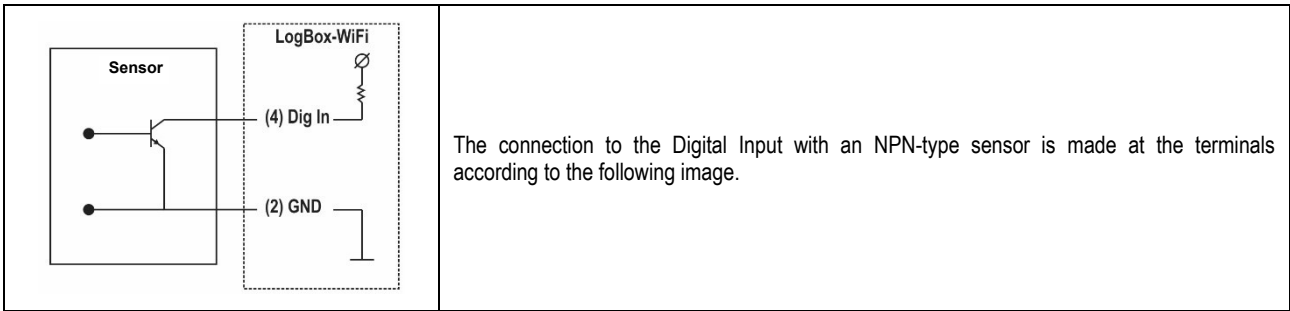 LogBox-WiFi
Sensor
(4) Dig In
(2) GND
The connection to the Digital Input with an NPN-type sensor is made at the terminals
according to the following image.